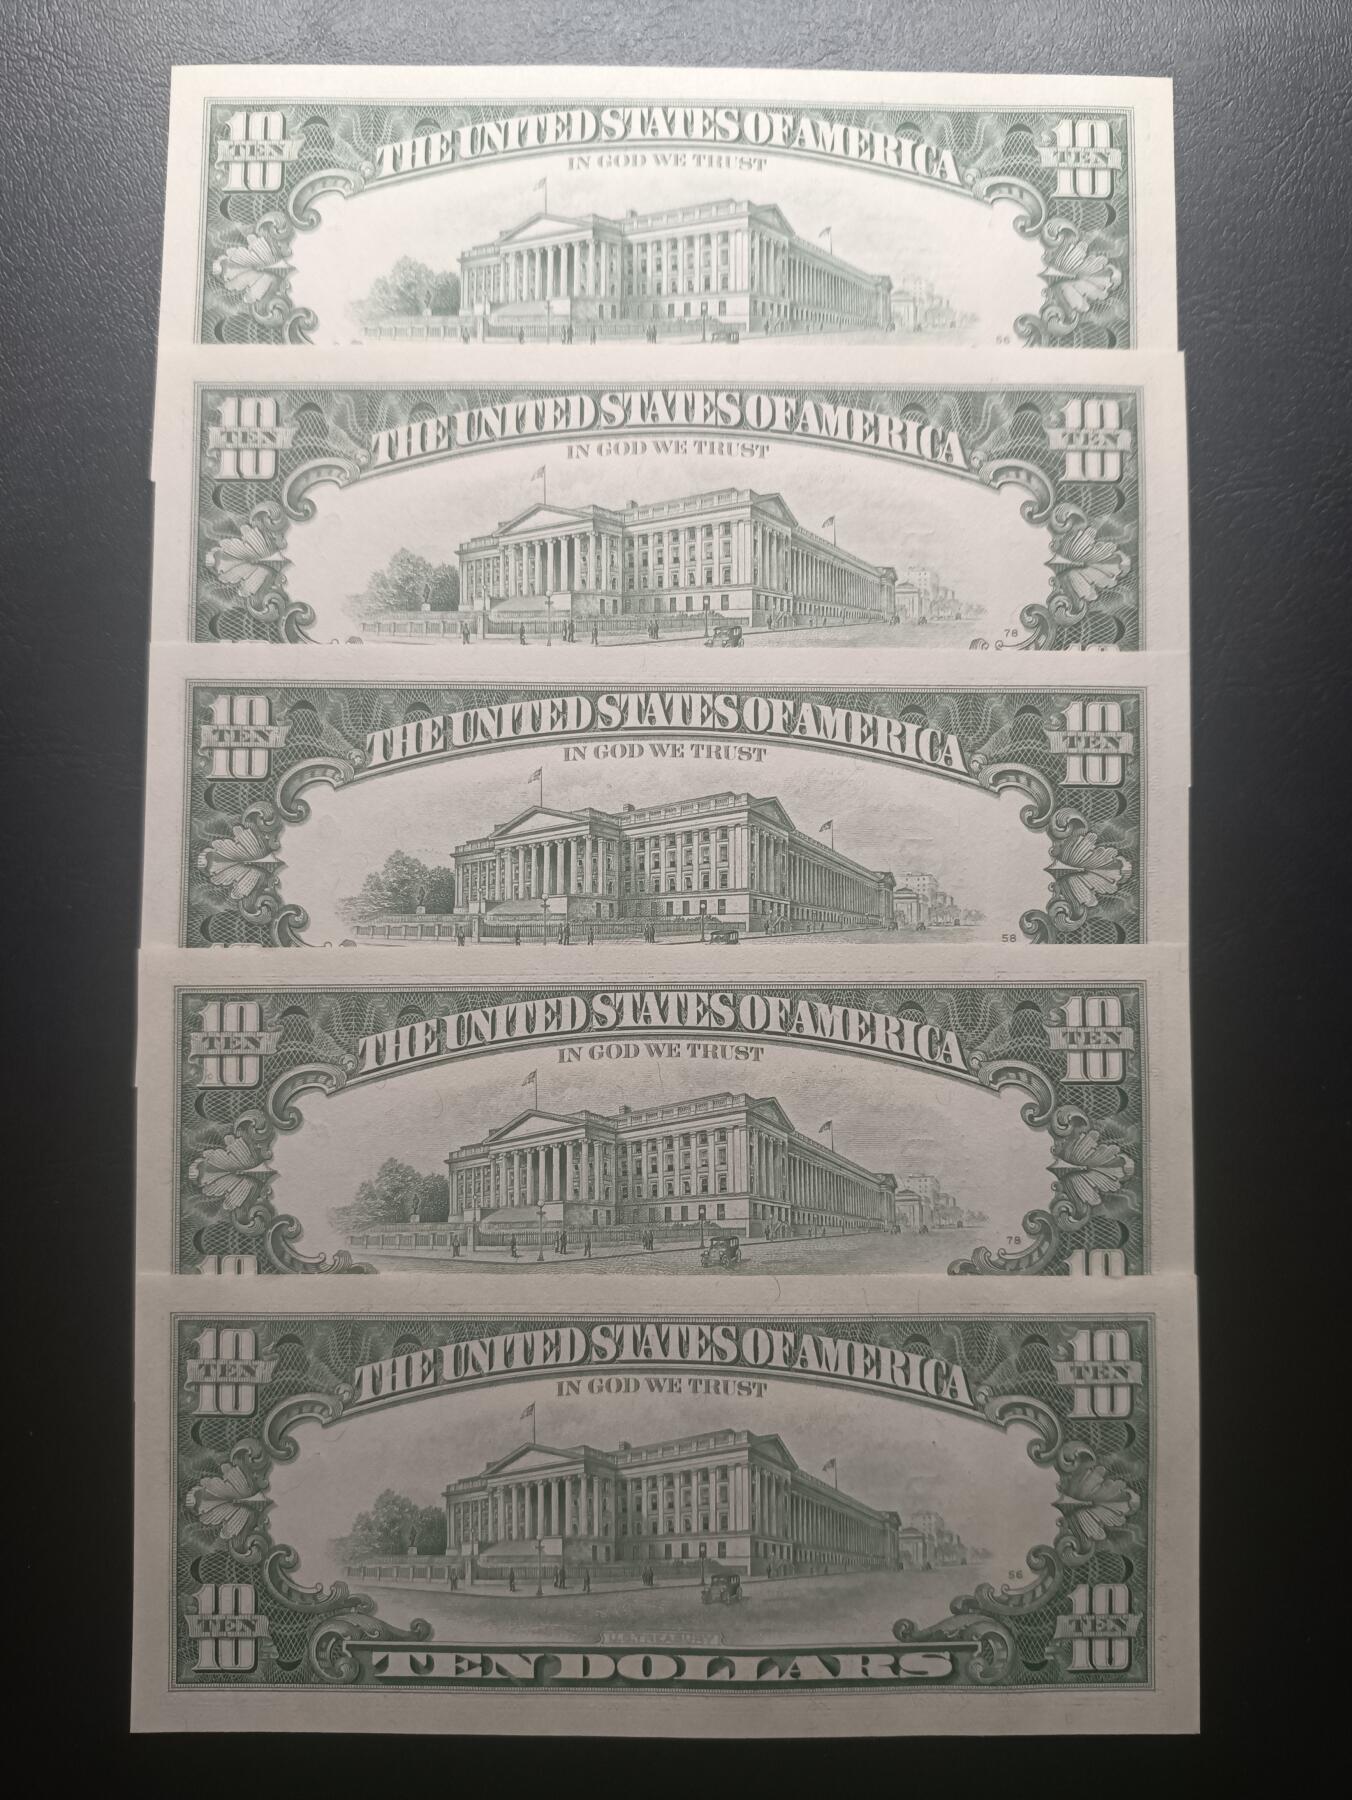 10 10
TEN TEN
10 10
THE UNITED STATES OF AMERICA
IN GOD WE TRUST
56
10 10
TEN TEN
10 10
THE UNITED STATES OF AMERICA
IN GOD WE TRUST
78
10 10
TEN TEN
10 10
THE UNITED STATES OF AMERICA
IN GOD WE TRUST
58
10 10
TEN TEN
10 10
THE UNITED STATES OF AMERICA
IN GOD WE TRUST
78
10 10
10 10
TEN TEN
10 10
THE UNITED STATES OF AMERICA
IN GOD WE TRUST
56
10 10
TEN TEN
10 10
U.S. TREASURY
TEN DOLLARS